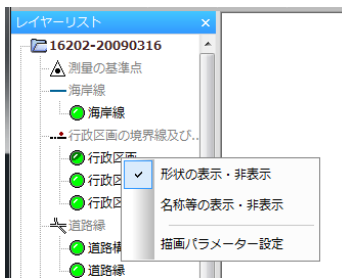 レイヤーリスト ×
16202-20090316
測量の基準点
海岸線
海岸線
行政区画の境界線及び..
行政区画
行政区
行政区
道路縁
道路構
道路縁
形状の表示・非表示
名称等の表示・非表示
描画パラメーター設定